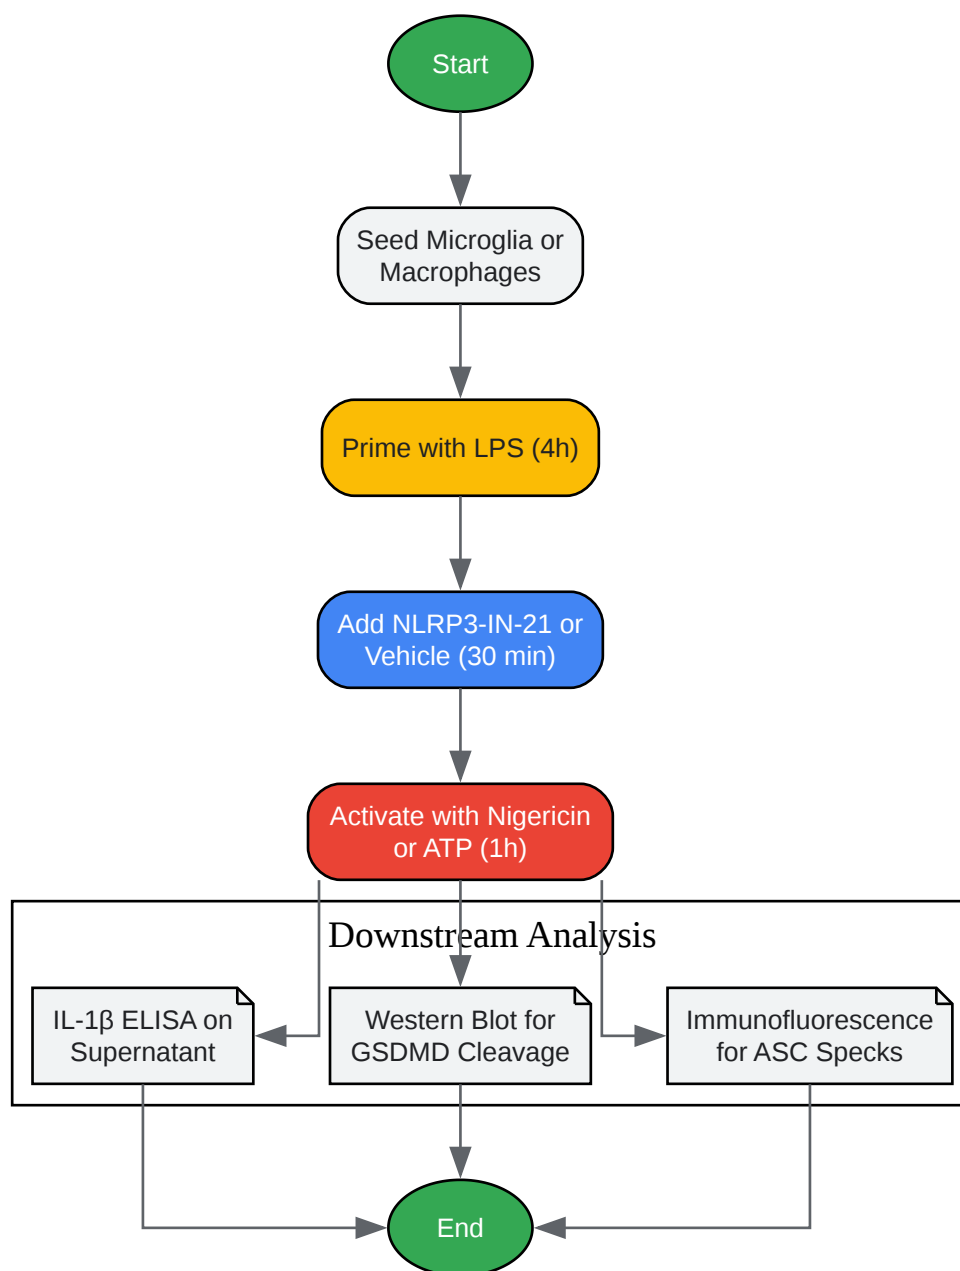 Start
Seed Microglia or
Macrophages
Prime with LPS (4h)
Add NLRP3-IN-21 or
Vehicle (30 min)
Activate with Nigericin
or ATP (1h)
Downstream Analysis
IL-1β ELISA on
Supernatant
Western Blot for
GSDMD Cleavage
Immunofluorescence
for ASC Specks
End